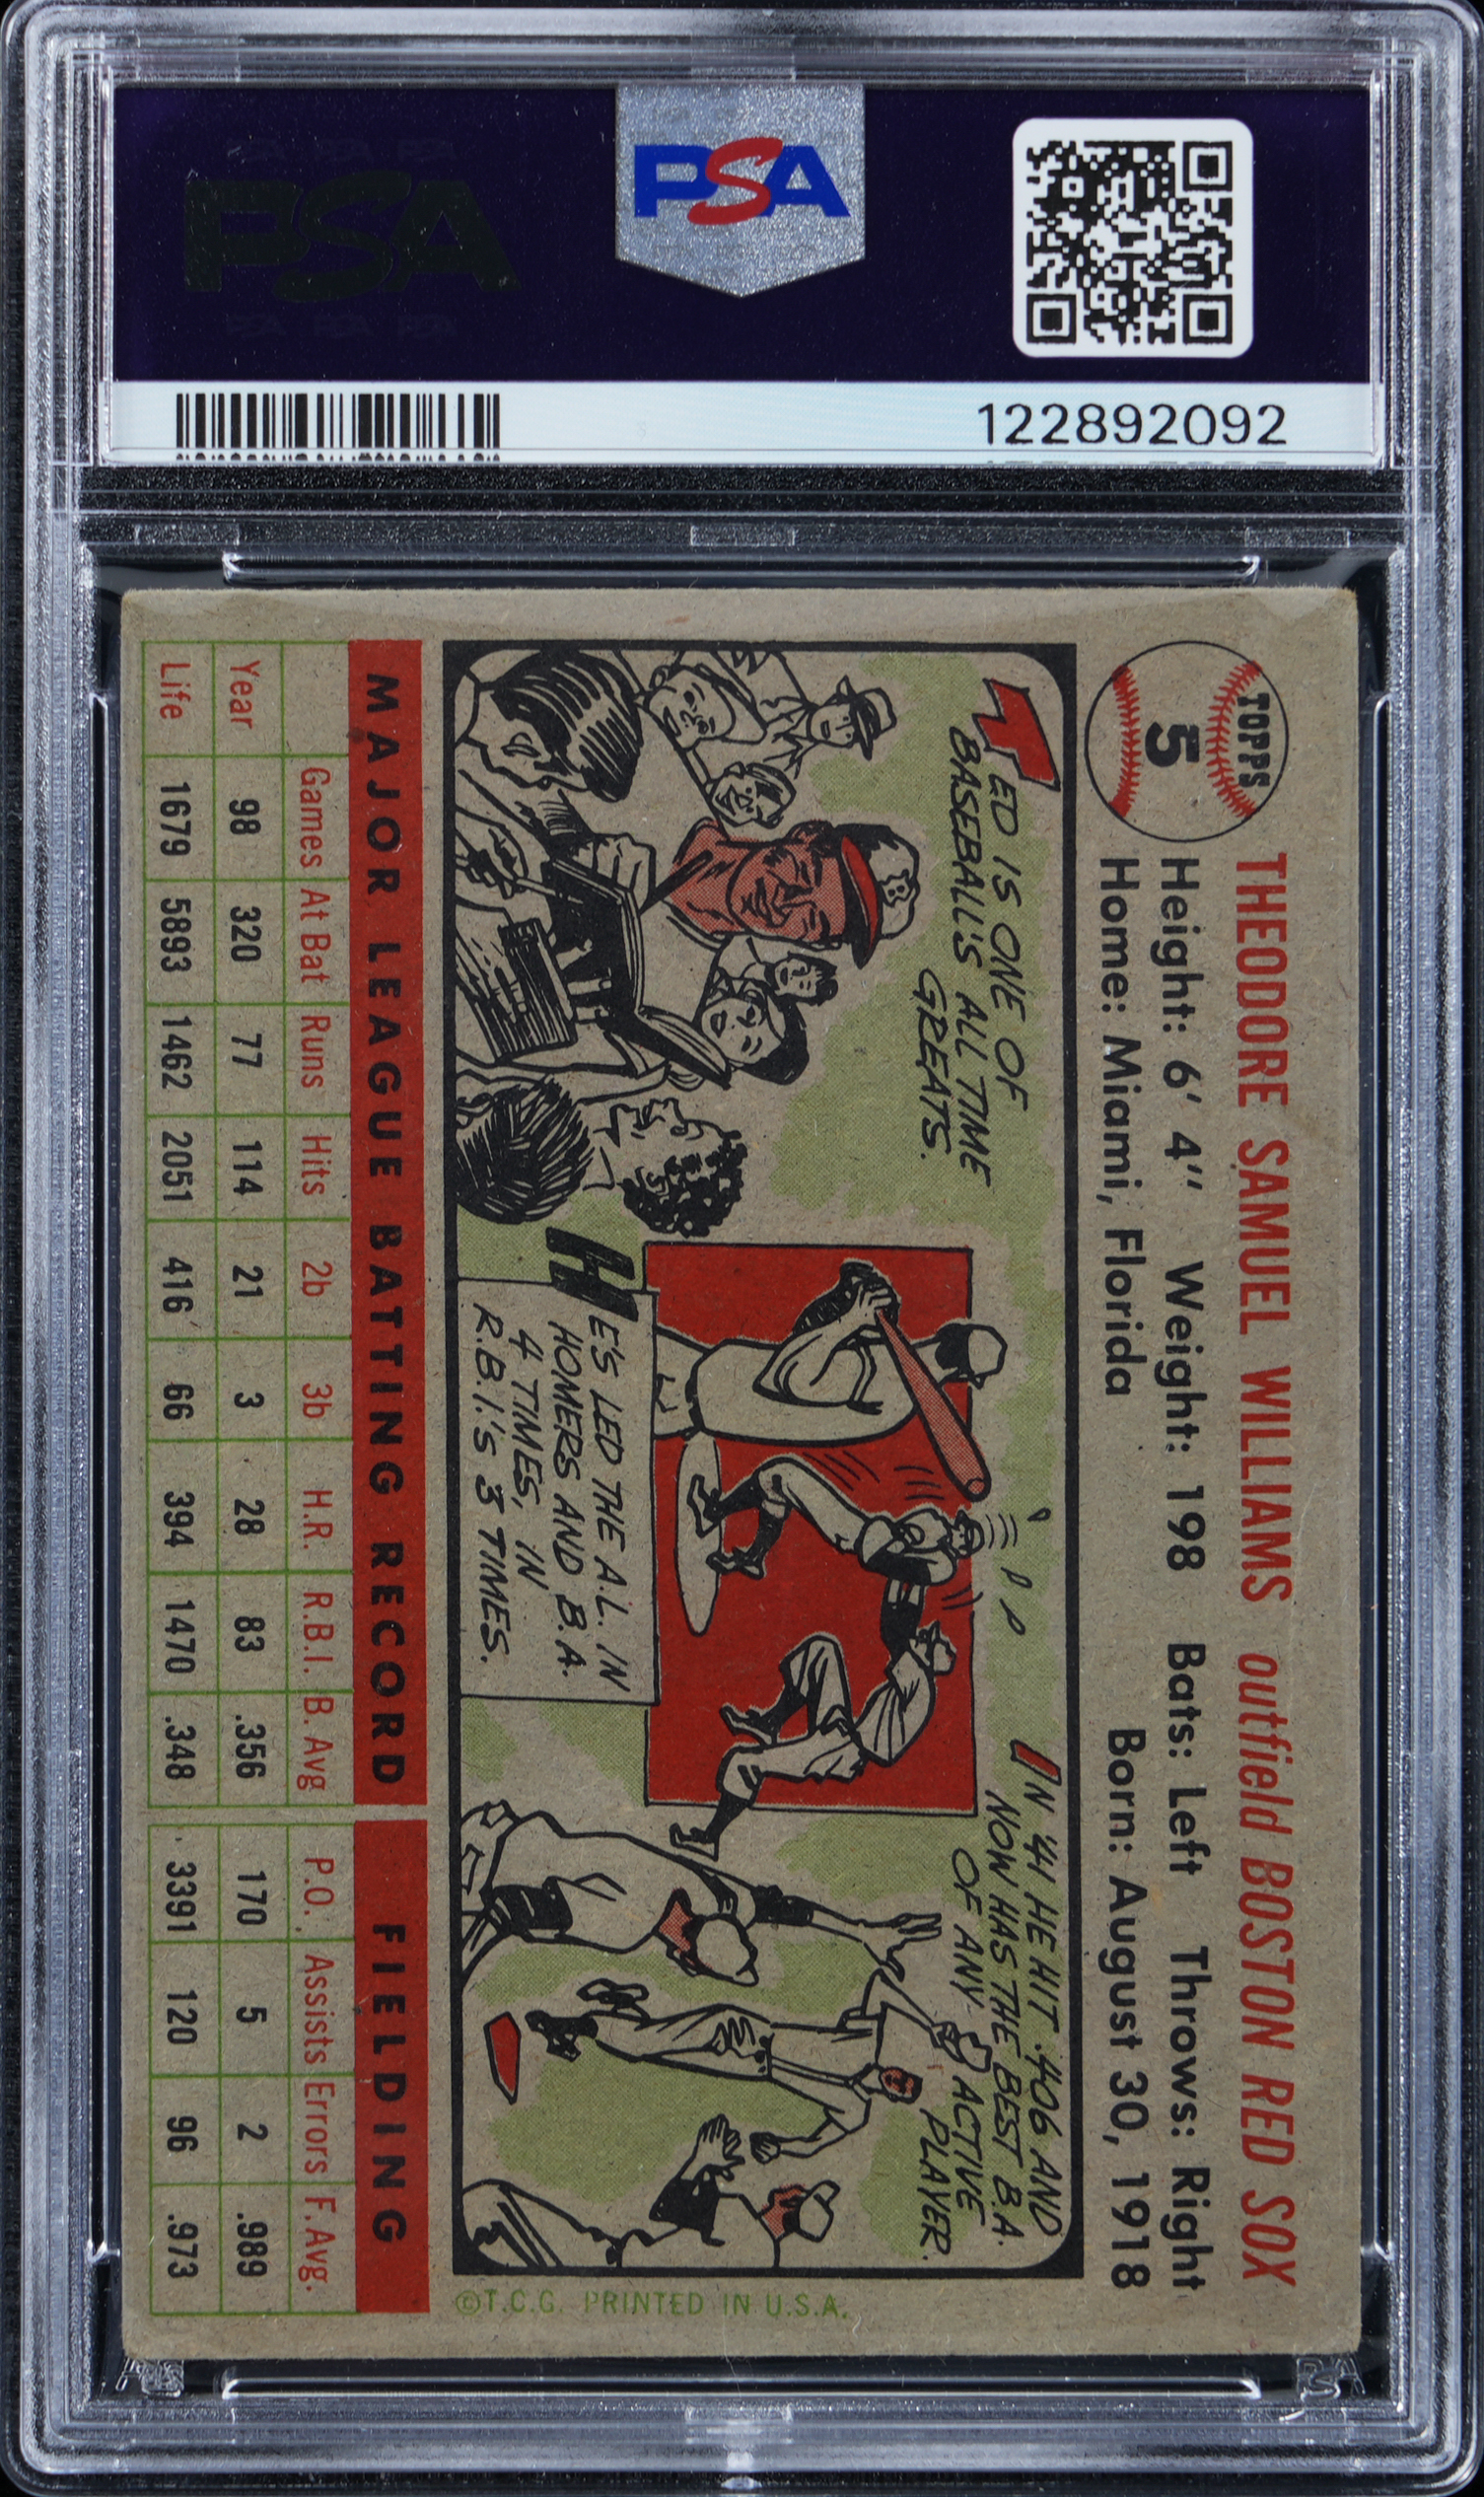 PSA
PSA
122892092
TOPPS
5
THEODORE SAMUEL WILLIAMS outfield BOSTON RED SOX
Height: 6' 4" Weight: 198 Bats: Left Throws: Right
Home: Miami, Florida Born: August 30, 1918
TED IS ONE OF
BASEBALL'S ALL TIME
GREATS.
HE'S LED THE A.L. IN
HOMERS AND B.A.
4 TIMES, IN
R.B.I.'S 3 TIMES.
IN '41 HE HIT .406 AND
NOW HAS THE BEST B.A.
OF ANY ACTIVE
PLAYER.
MAJOR LEAGUE BATTING RECORD FIELDING
Games At Bat Runs Hits 2b 3b H.R. R.B.I. B. Avg P.O. Assists Errors F. Avg.
Year 98 320 77 114 21 3 28 83 .356 170 5 2 .989
Life 1679 5893 1462 2051 416 66 394 1470 .348 3391 120 96 .973
©T.C.G. PRINTED IN U.S.A.
PSA